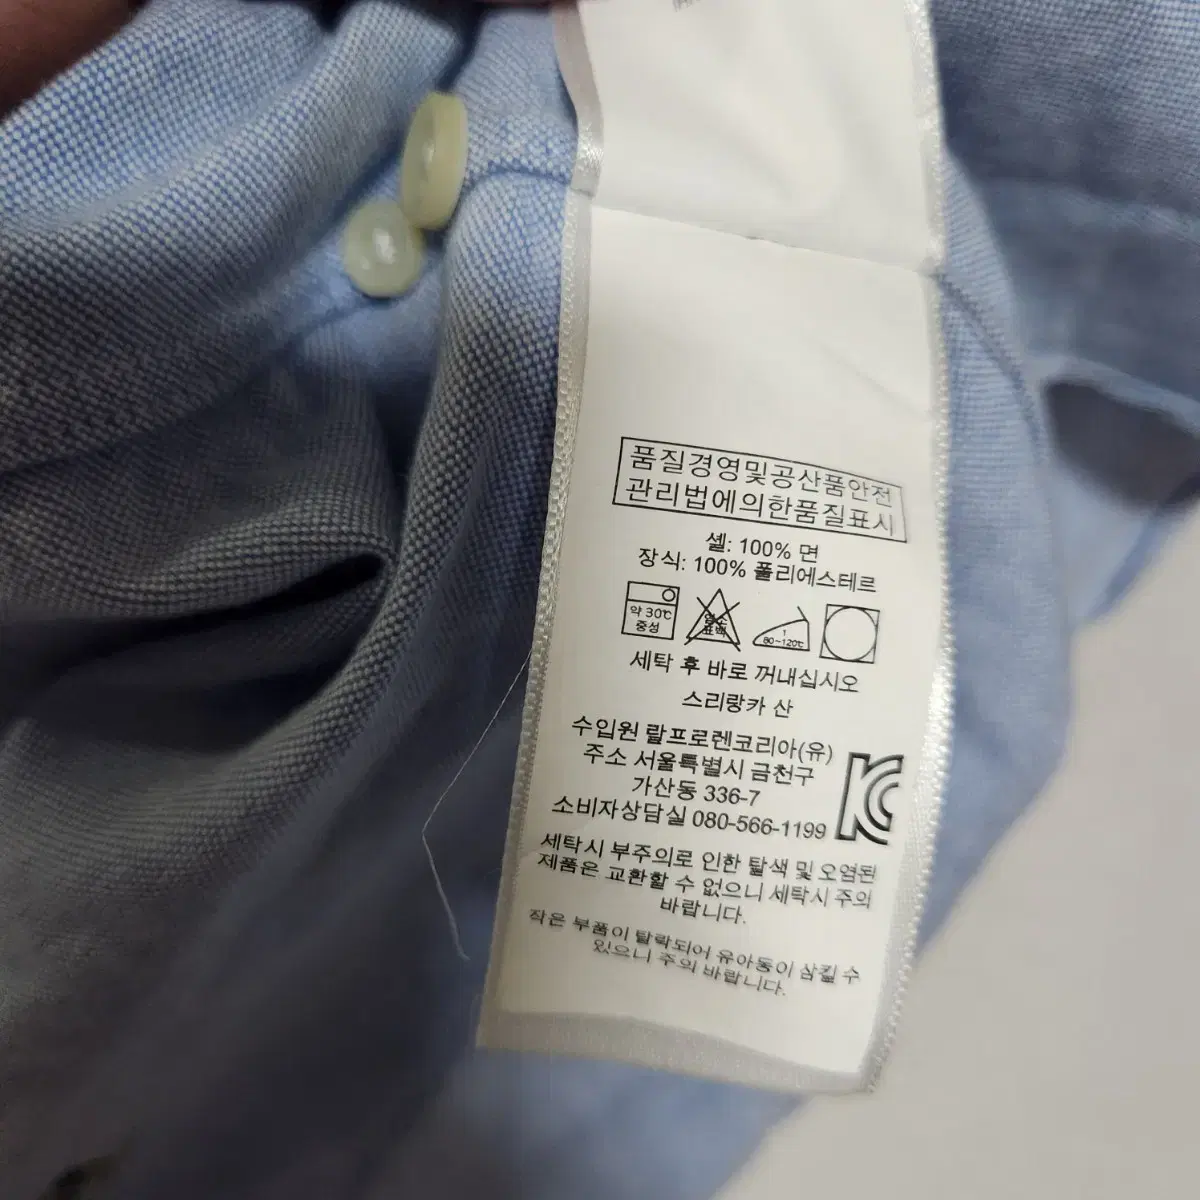 품질경영및공산품안전
관리법에의한품질표시
셸: 100% 면
장식: 100% 폴리에스테르
약 30℃
중성
염소
표백
1
80~120℃
세탁 후 바로 꺼내십시오
스리랑카 산
수입원 랄프로렌코리아(유)
주소 서울특별시 금천구
가산동 336-7
소비자상담실 080-566-1199
세탁시 부주의로 인한 탈색 및 오염된
제품은 교환할 수 없으니 세탁시 주의
바랍니다.
작은 부품이 탈락되어 유아동이 삼킬 수
있으니 주의 바랍니다.